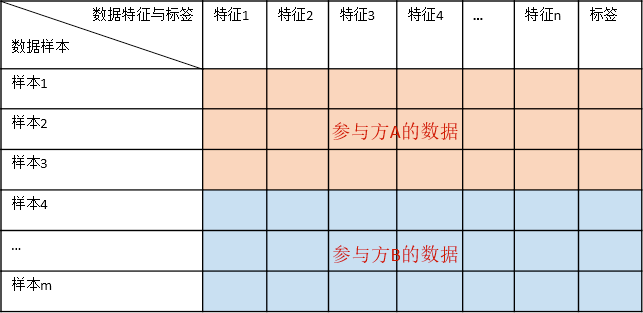 数据特征与标签 特征1 特征2 特征3 特征4 … 特征n 标签
数据样本
样本1
样本2
参与方A的数据
样本3
样本4
…
参与方B的数据
样本m